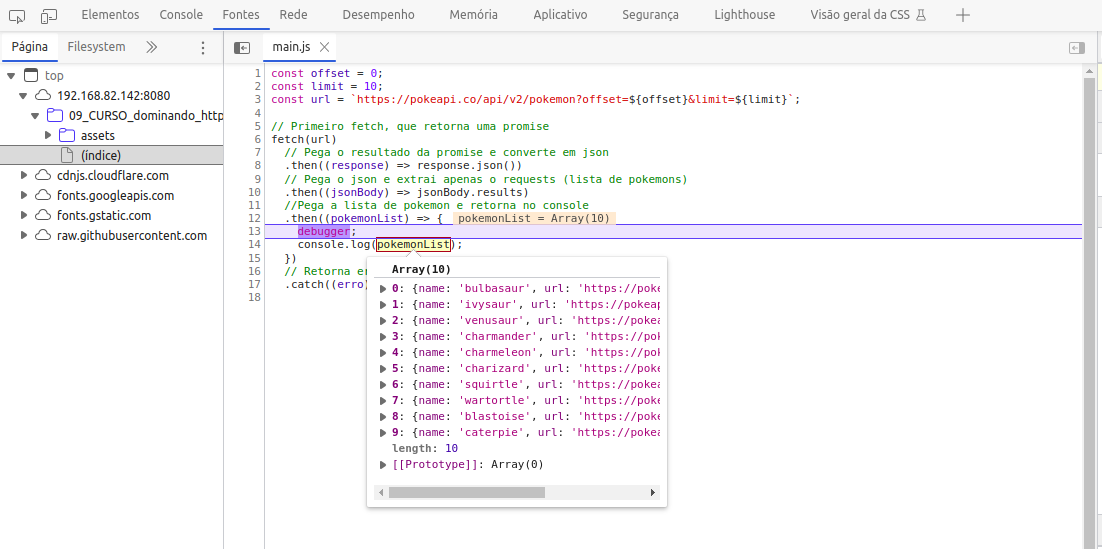 Elementos Console Fontes Rede Desempenho Memória Aplicativo Segurança Lighthouse Visão geral da CSS
Página Filesystem main.js
top
192.168.82.142:8080
09_CURSO_dominando_http
assets
(índice)
cdnjs.cloudflare.com
fonts.googleapis.com
fonts.gstatic.com
raw.githubusercontent.com
1 const offset = 0;
2 const limit = 10;
3 const url = `https://pokeapi.co/api/v2/pokemon?offset=${offset}&limit=${limit}`;
4
5 // Primeiro fetch, que retorna uma promise
6 fetch(url)
7 // Pega o resultado da promise e converte em json
8 .then((response) => response.json())
9 // Pega o json e extrai apenas o requests (lista de pokemons)
10 .then((jsonBody) => jsonBody.results)
11 //Pega a lista de pokemon e retorna no console
12 .then((pokemonList) => { pokemonList = Array(10)
13 debugger;
14 console.log(pokemonList);
15 })
16 // Retorna er
17 .catch((erro)
18
Array(10)
0: {name: 'bulbasaur', url: 'https://poke
1: {name: 'ivysaur', url: 'https://pokeap
2: {name: 'venusaur', url: 'https://pokea
3: {name: 'charmander', url: 'https://pok
4: {name: 'charmeleon', url: 'https://pok
5: {name: 'charizard', url: 'https://poke
6: {name: 'squirtle', url: 'https://pokea
7: {name: 'wartortle', url: 'https://poke
8: {name: 'blastoise', url: 'https://poke
9: {name: 'caterpie', url: 'https://pokea
length: 10
[[Prototype]]: Array(0)